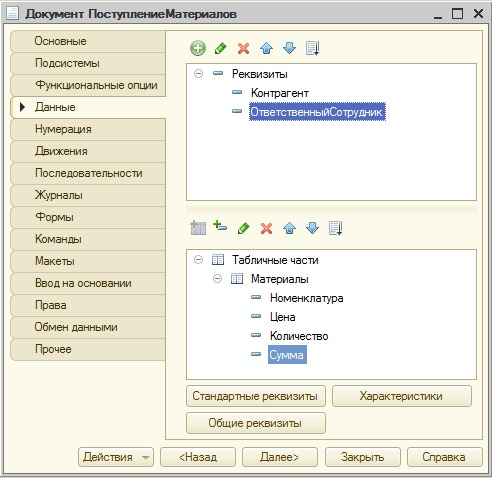 Документ ПоступлениеМатериалов
Основные
Подсистемы
Функциональные опции
Данные
Нумерация
Движения
Последовательности
Журналы
Формы
Команды
Макеты
Ввод на основании
Права
Обмен данными
Прочее
Реквизиты
Контрагент
ОтветственныйСотрудник
Табличные части
Материалы
Номенклатура
Цена
Количество
Сумма
Стандартные реквизиты
Характеристики
Общие реквизиты
Действия
<Назад
Далее>
Закрыть
Справка